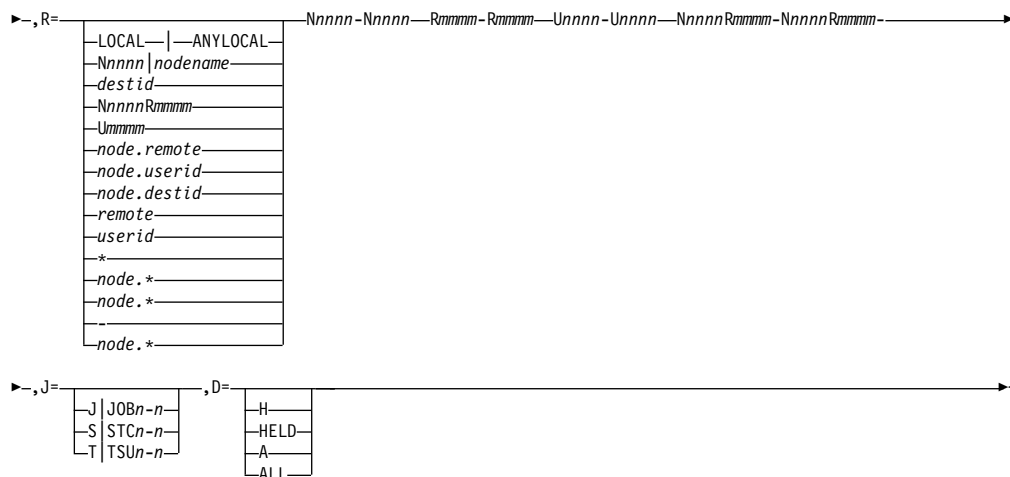 ,R= Nnnnn-Nnnnn Rmmmm-Rmmmm Unnnn-Unnnn NnnnnRmmmm-NnnnnRmmmm-
LOCAL | ANYLOCAL
Nnnnn|nodename
destid
NnnnnRmmmm
Ummmm
node.remote
node.userid
node.destid
remote
userid
*
node.*
node.*
-
node.*
,J= ,D=
J|JOBn-n H
S|STCn-n HELD
T|TSUn-n A
ALL